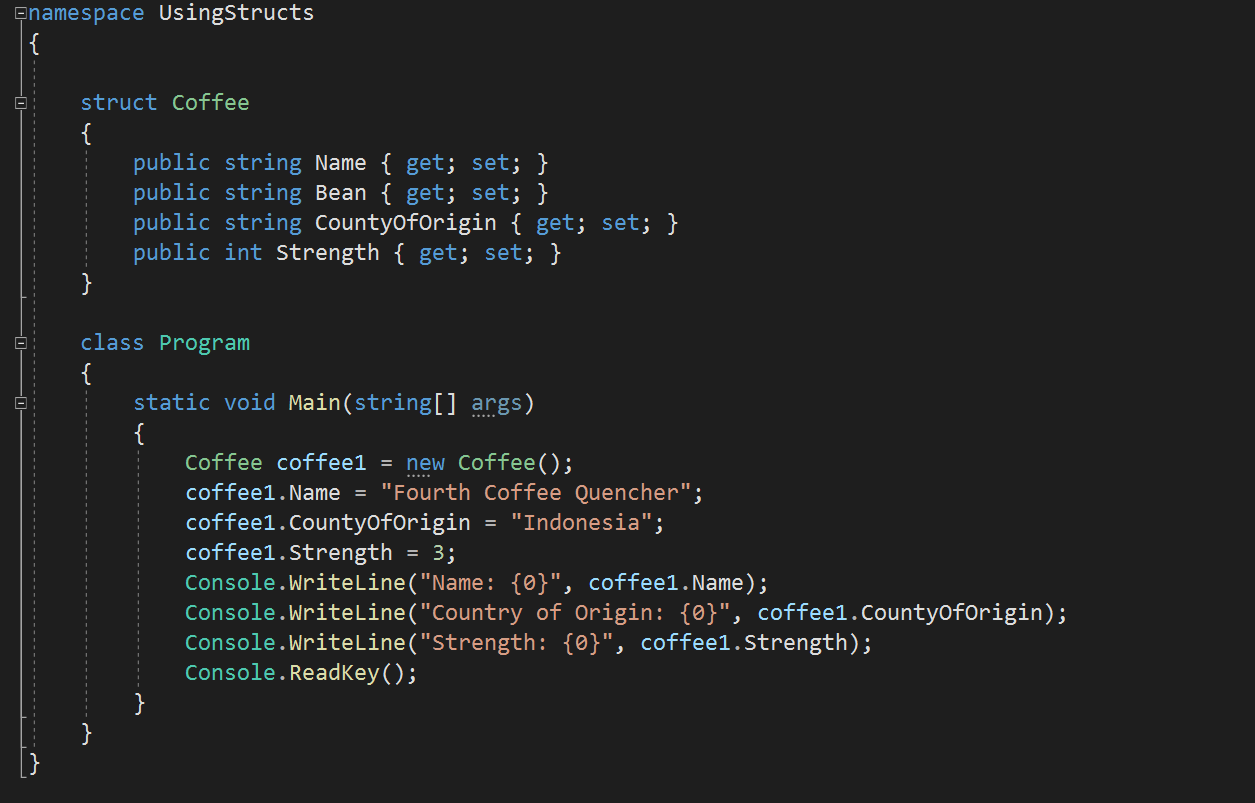 namespace UsingStructs
{
struct Coffee
{
public string Name { get; set; }
public string Bean { get; set; }
public string CountyOfOrigin { get; set; }
public int Strength { get; set; }
}
class Program
{
static void Main(string[] args)
{
Coffee coffee1 = new Coffee();
coffee1.Name = "Fourth Coffee Quencher";
coffee1.CountyOfOrigin = "Indonesia";
coffee1.Strength = 3;
Console.WriteLine("Name: {0}", coffee1.Name);
Console.WriteLine("Country of Origin: {0}", coffee1.CountyOfOrigin);
Console.WriteLine("Strength: {0}", coffee1.Strength);
Console.ReadKey();
}
}
}